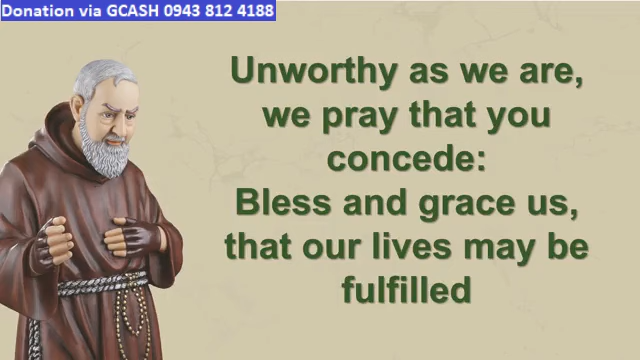 Donation via GCASH 0943 812 4188
Unworthy as we are,
we pray that you
concede:
Bless and grace us,
that our lives may be
fulfilled